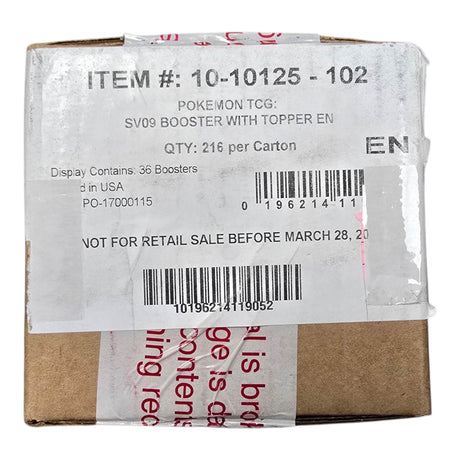 ITEM #: 10-10125 - 102
POKEMON TCG:
SV09 BOOSTER WITH TOPPER EN
QTY: 216 per Carton
EN
Display Contains: 36 Boosters
in USA
PO-17000115
0 196214 11
NOT FOR RETAIL SALE BEFORE MARCH 28, 20
10196214119052
al is bro
ge is da
contents
ning rec